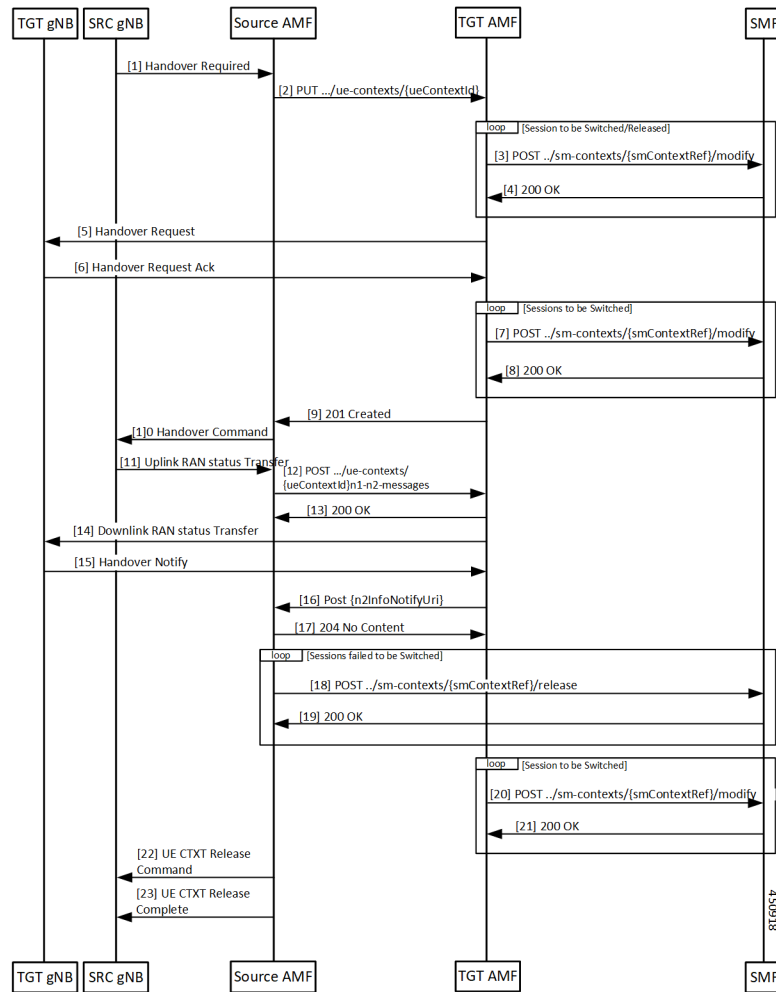 TGT gNB
SRC gNB
Source AMF
TGT AMF
SMF
[1] Handover Required
[2] PUT .../ue-contexts/{ueContextId}
loop
[Session to be Switched/Released]
[3] POST ../sm-contexts/{smContextRef}/modify
[4] 200 OK
[5] Handover Request
[6] Handover Request Ack
loop
[Sessions to be Switched]
[7] POST ../sm-contexts/{smContextRef}/modify
[8] 200 OK
[9] 201 Created
[1]0 Handover Command
[11] Uplink RAN status Transfer
[12] POST .../ue-contexts/
{ueContextId}n1-n2-messages
[13] 200 OK
[14] Downlink RAN status Transfer
[15] Handover Notify
[16] Post {n2InfoNotifyUri}
[17] 204 No Content
loop
[Sessions failed to be Switched]
[18] POST ../sm-contexts/{smContextRef}/release
[19] 200 OK
loop
[Session to be Switched]
[20] POST ../sm-contexts/{smContextRef}/modify
[21] 200 OK
[22] UE CTXT Release
Command
[23] UE CTXT Release
Complete
450918
TGT gNB
SRC gNB
Source AMF
TGT AMF
SMF